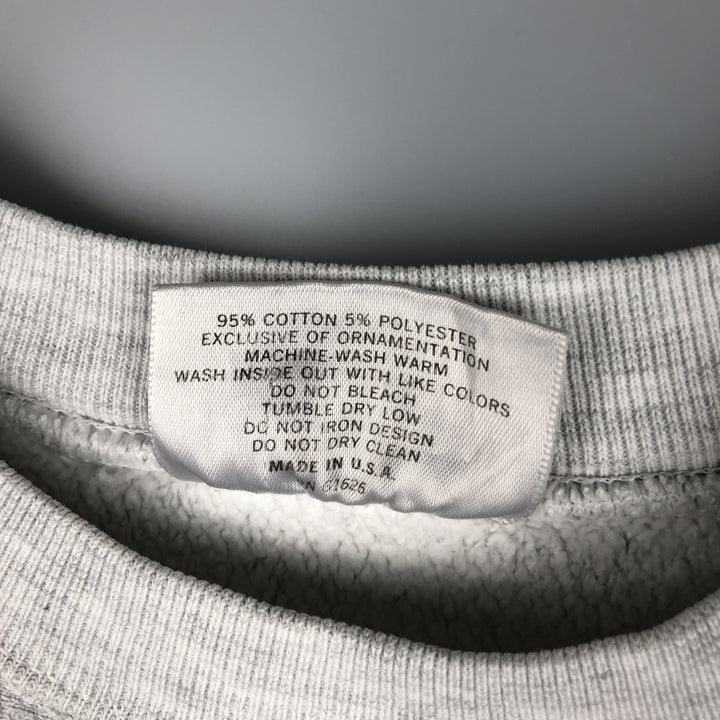 95% COTTON 5% POLYESTER
EXCLUSIVE OF ORNAMENTATION
MACHINE-WASH WARM
WASH INSIDE OUT WITH LIKE COLORS
DO NOT BLEACH
TUMBLE DRY LOW
DO NOT IRON DESIGN
DO NOT DRY CLEAN
MADE IN U.S.A.